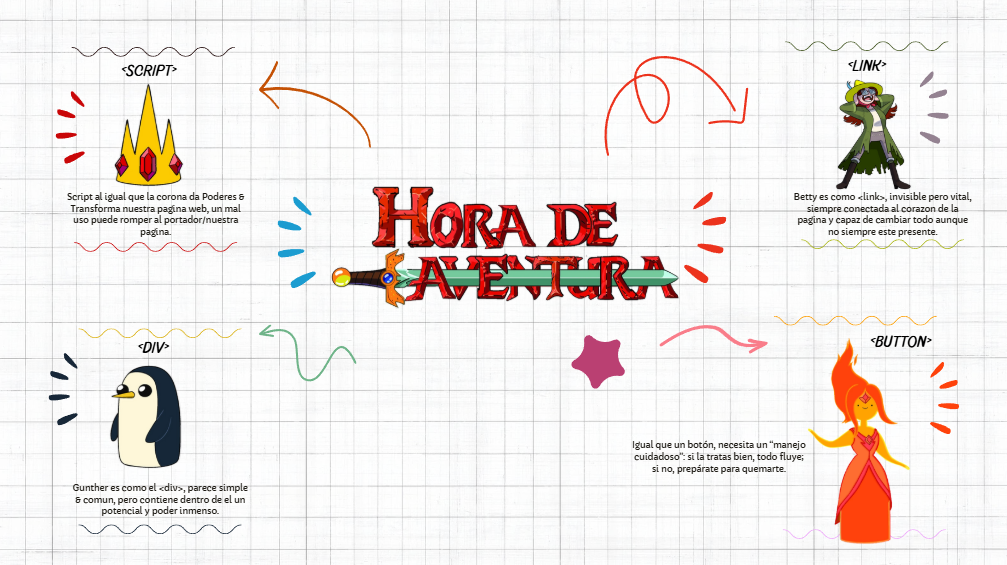 <SCRIPT>
Script al igual que la corona da Poderes &
Transforma nuestra pagina web, un mal
uso puede romper al portador/nuestra
pagina.
<LINK>
Betty es como <link>, invisible pero vital,
siempre conectada al corazon de la
pagina y capaz de cambiar todo aunque
no siempre este presente.
HORA DE
AVENTURA
<DIV>
Gunther es como el <div>, parece simple
& comun, pero contiene dentro de el un
potencial y poder inmenso.
<BUTTON>
Igual que un botón, necesita un “manejo
cuidadoso”: si la tratas bien, todo fluye;
si no, prepárate para quemarte.